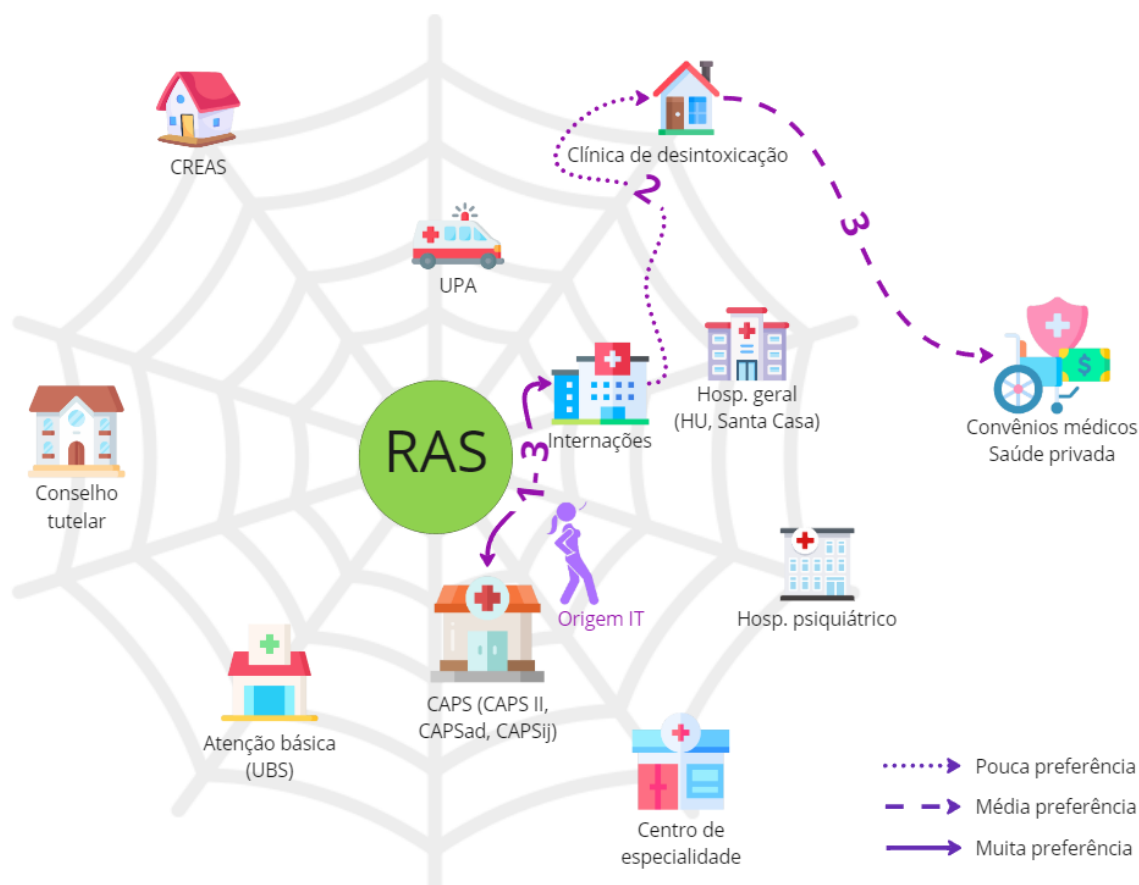 CREAS
Clínica de desintoxicação
2
3
UPA
Hosp. geral
(HU, Santa Casa)
Internações
RAS
1-3
$
Convênios médicos
Saúde privada
Conselho
tutelar
Origem IT
Hosp. psiquiátrico
CAPS (CAPS II,
CAPSad, CAPSij)
Atenção básica
(UBS)
Centro de
especialidade
Pouca preferência
Média preferência
Muita preferência